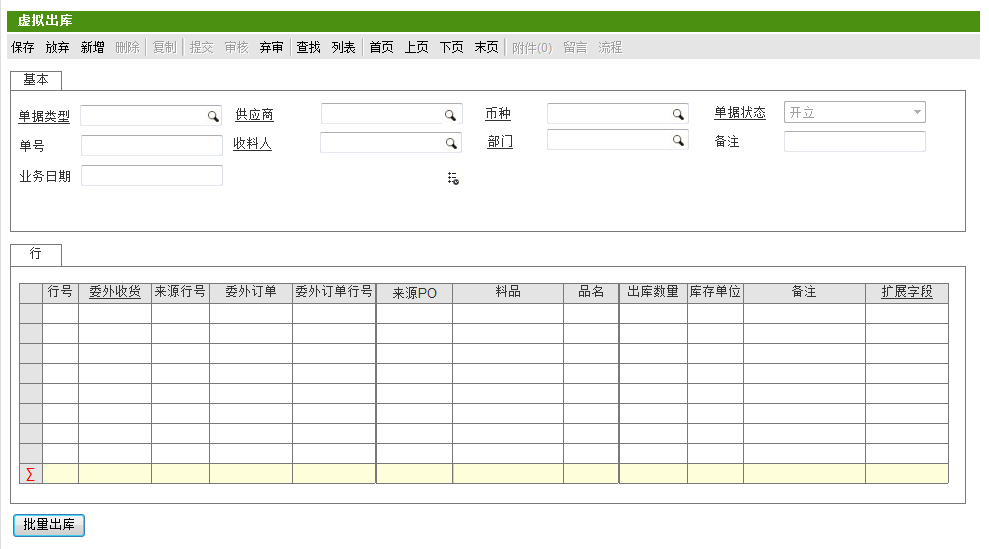 虚拟出库
保存 放弃 新增 删除 复制 提交 审核 弃审 查找 列表 首页 上页 下页 末页 附件(0) 留言 流程
基本
单据类型 供应商 币种 单据状态 开立
单号 收料人 部门 备注
业务日期
行
行号 委外收货 来源行号 委外订单 委外订单行号 来源PO 料品 品名 出库数量 库存单位 备注 扩展字段
∑
批量出库